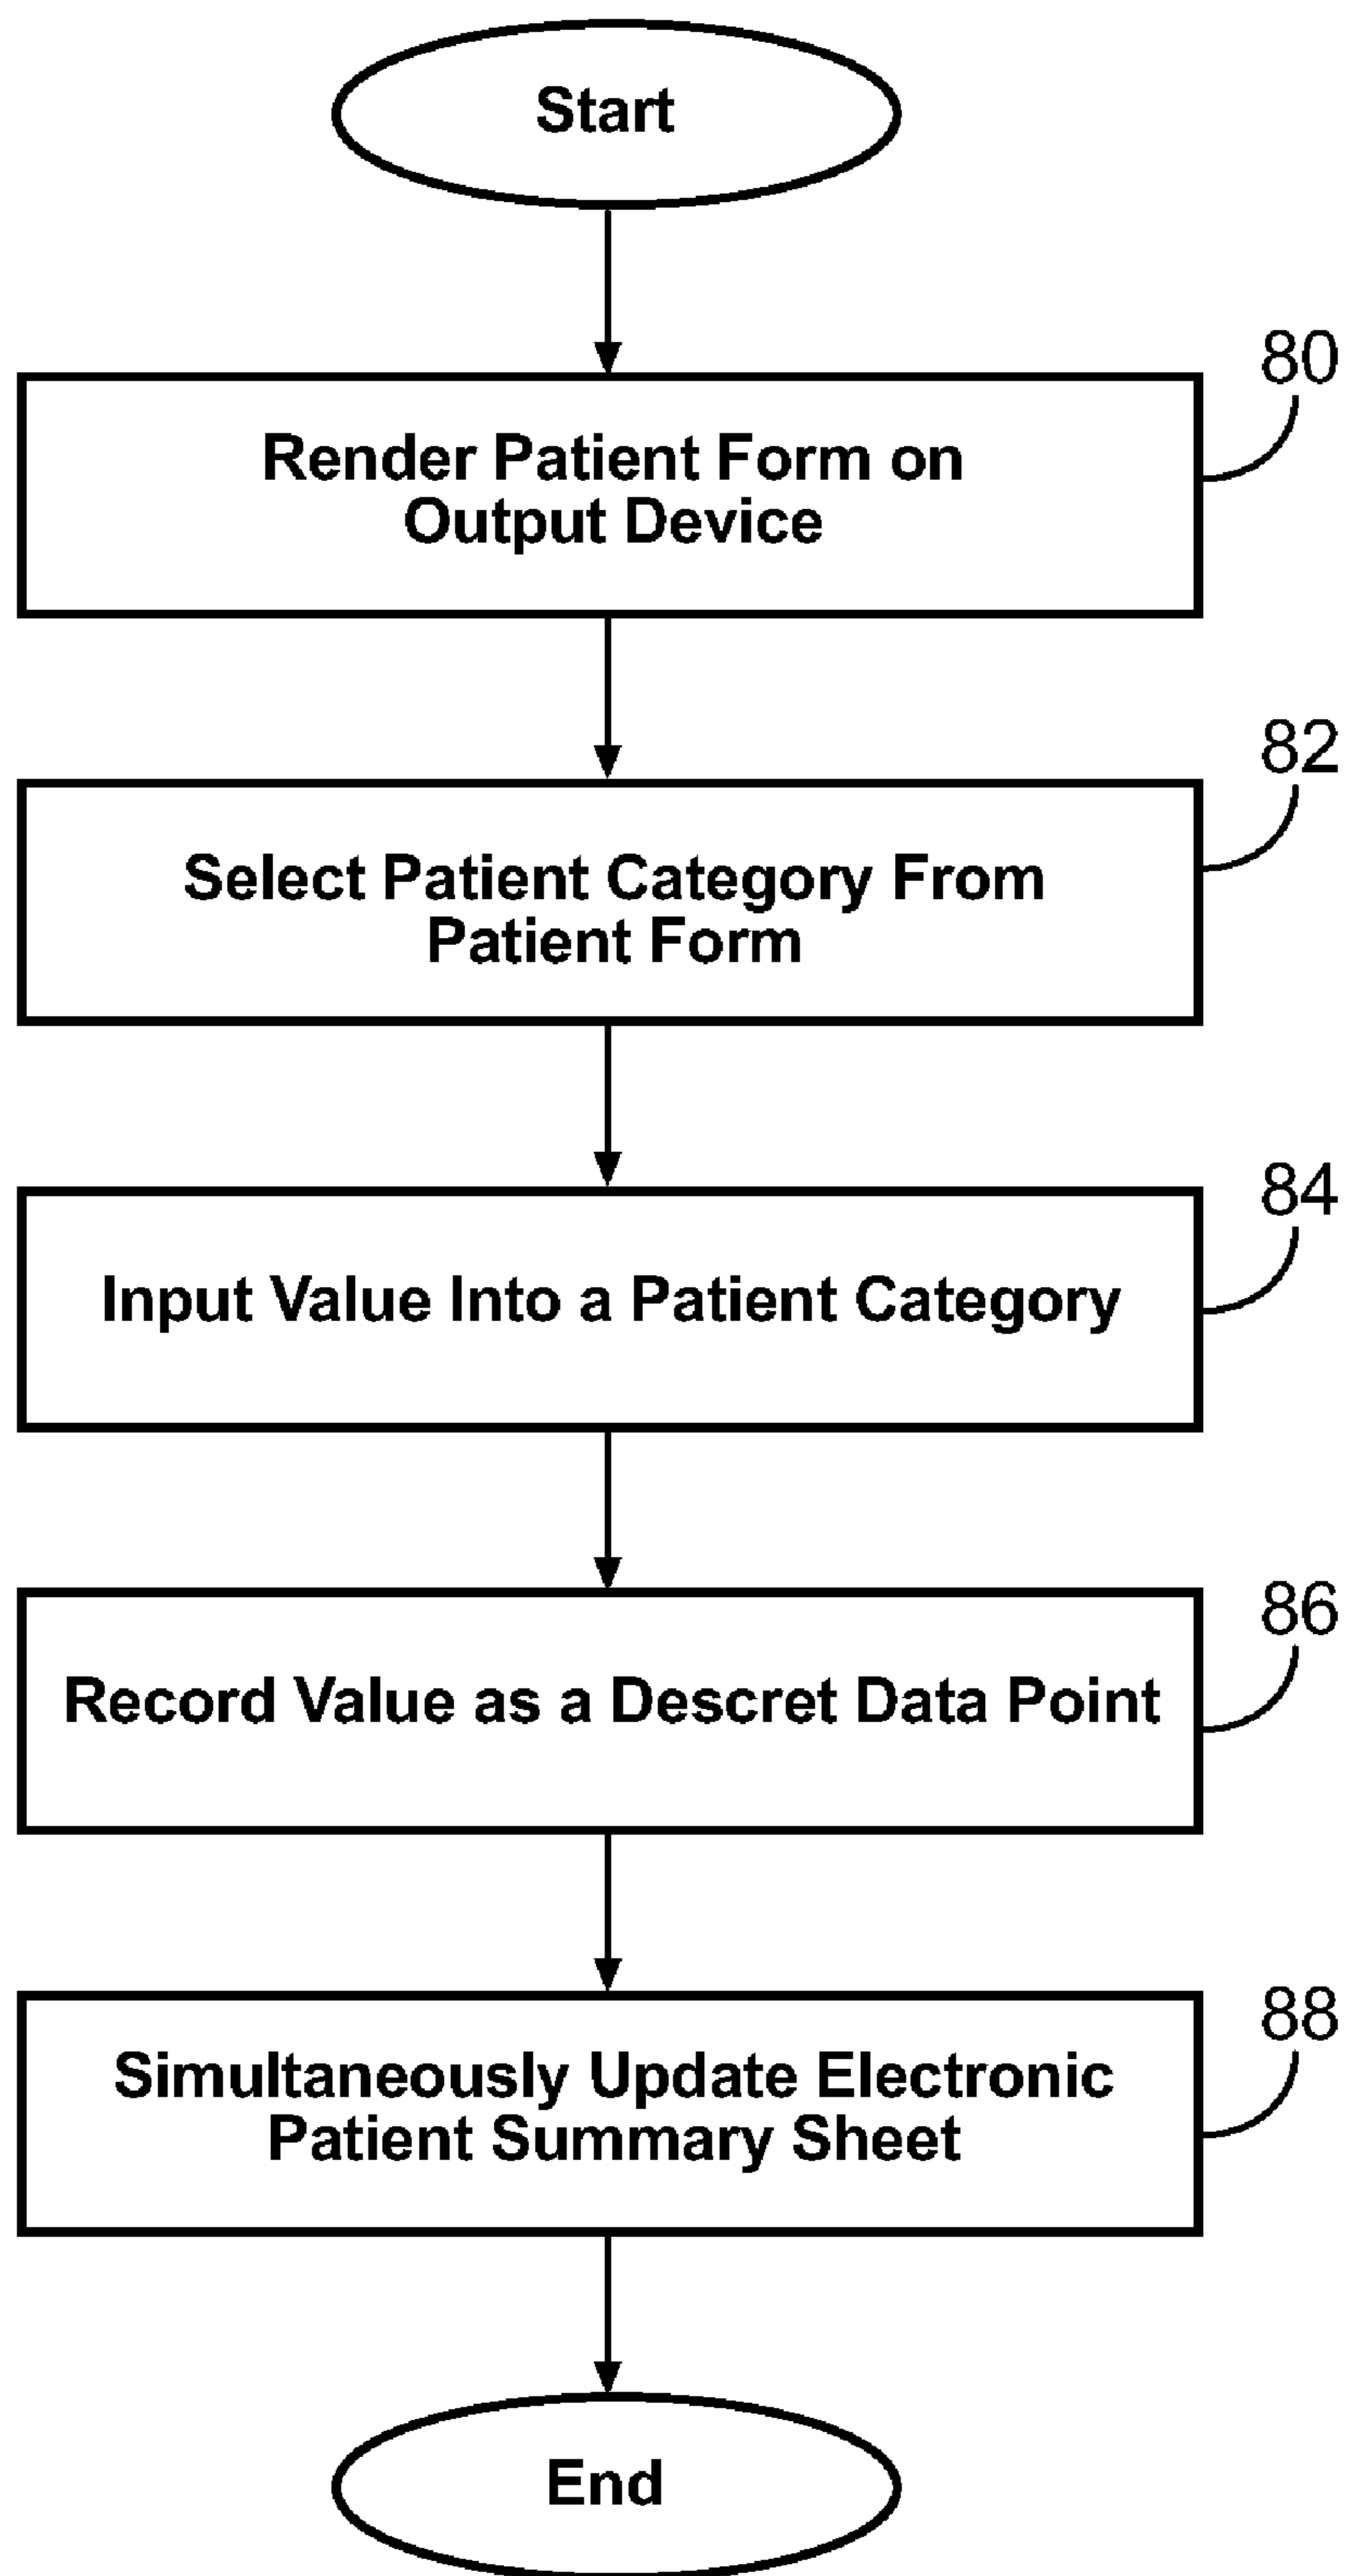 Start
80
Render Patient Form on
Output Device
82
Select Patient Category From
Patient Form
84
Input Value Into a Patient Category
86
Record Value as a Descret Data Point
88
Simultaneously Update Electronic
Patient Summary Sheet
End